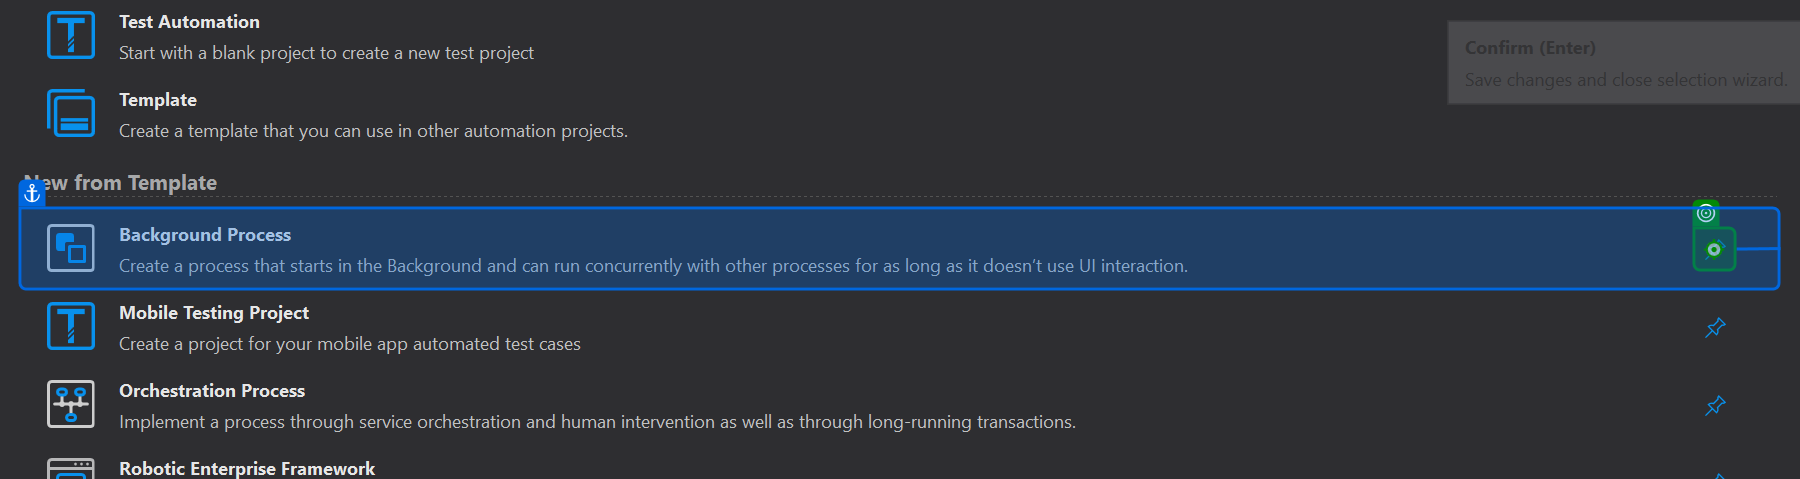 Test Automation
Start with a blank project to create a new test project
Confirm (Enter)
Save changes and close selection wizard.
Template
Create a template that you can use in other automation projects.
New from Template
Background Process
Create a process that starts in the Background and can run concurrently with other processes for as long as it doesn’t use UI interaction.
Mobile Testing Project
Create a project for your mobile app automated test cases
Orchestration Process
Implement a process through service orchestration and human intervention as well as through long-running transactions.
Robotic Enterprise Framework